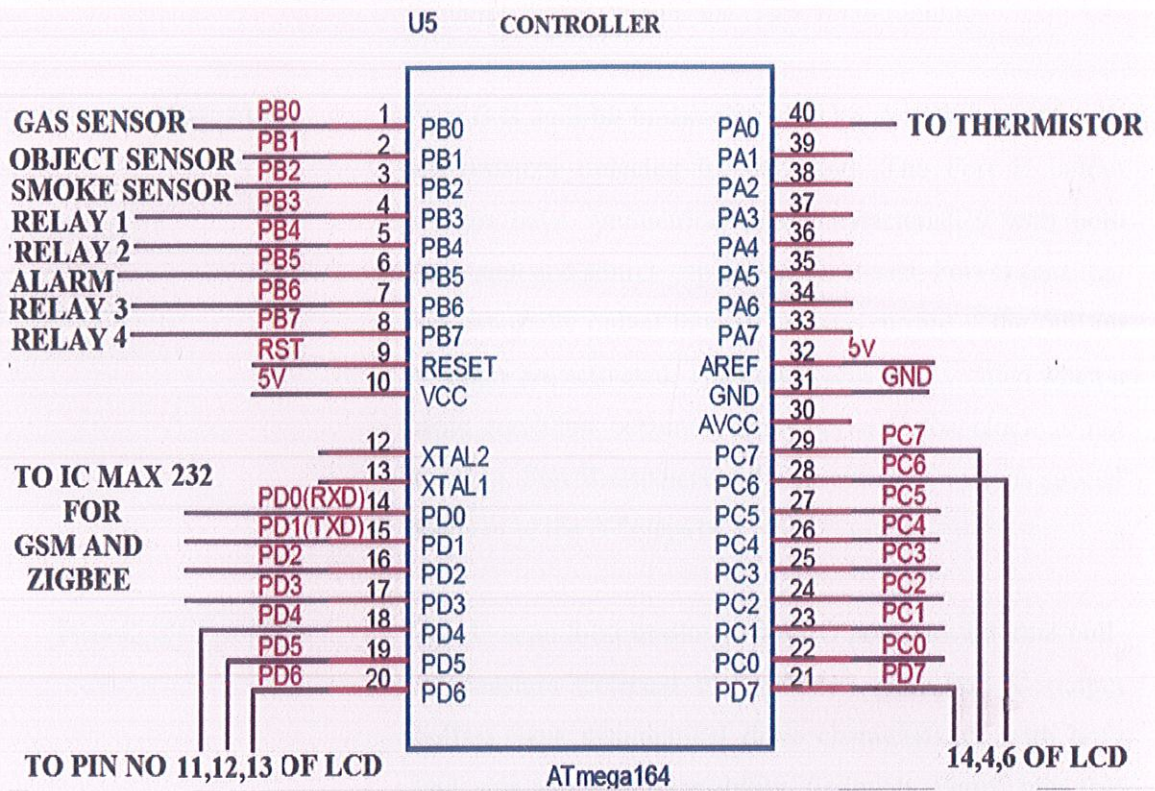 U5 CONTROLLER
GAS SENSOR PB0 1 PB0
OBJECT SENSOR PB1 2 PB1
SMOKE SENSOR PB2 3 PB2
RELAY 1 PB3 4 PB3
RELAY 2 PB4 5 PB4
ALARM PB5 6 PB5
RELAY 3 PB6 7 PB6
RELAY 4 PB7 8 PB7
RST 9 RESET
5V 10 VCC
12 XTAL2
13 XTAL1
TO IC MAX 232
FOR
GSM AND
ZIGBEE
PD0(RXD) 14 PD0
PD1(TXD) 15 PD1
PD2 16 PD2
PD3 17 PD3
PD4 18 PD4
PD5 19 PD5
PD6 20 PD6
TO PIN NO 11,12,13 OF LCD
PA0 40 TO THERMISTOR
PA1 39
PA2 38
PA3 37
PA4 36
PA5 35
PA6 34
PA7 33
AREF 32 5V
GND 31 GND
AVCC 30
PC7 29 PC7
PC6 28 PC6
PC5 27 PC5
PC4 26 PC4
PC3 25 PC3
PC2 24 PC2
PC1 23 PC1
PC0 22 PC0
PD7 21 PD7
14,4,6 OF LCD
ATmega164